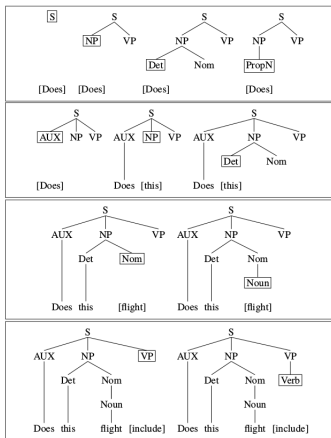 S S S S
NP VP NP VP NP VP
Det Nom PropN
[Does] [Does] [Does] [Does]
S S S
AUX NP VP AUX NP VP AUX NP VP
Det Nom
[Does] Does [this] Does [this]
S S
AUX NP VP AUX NP VP
Det Nom Det Nom
Noun
Does this [flight] Does this [flight]
S S
AUX NP VP AUX NP VP
Det Nom Det Nom Verb
Noun Noun
Does this flight [include] Does this flight [include]